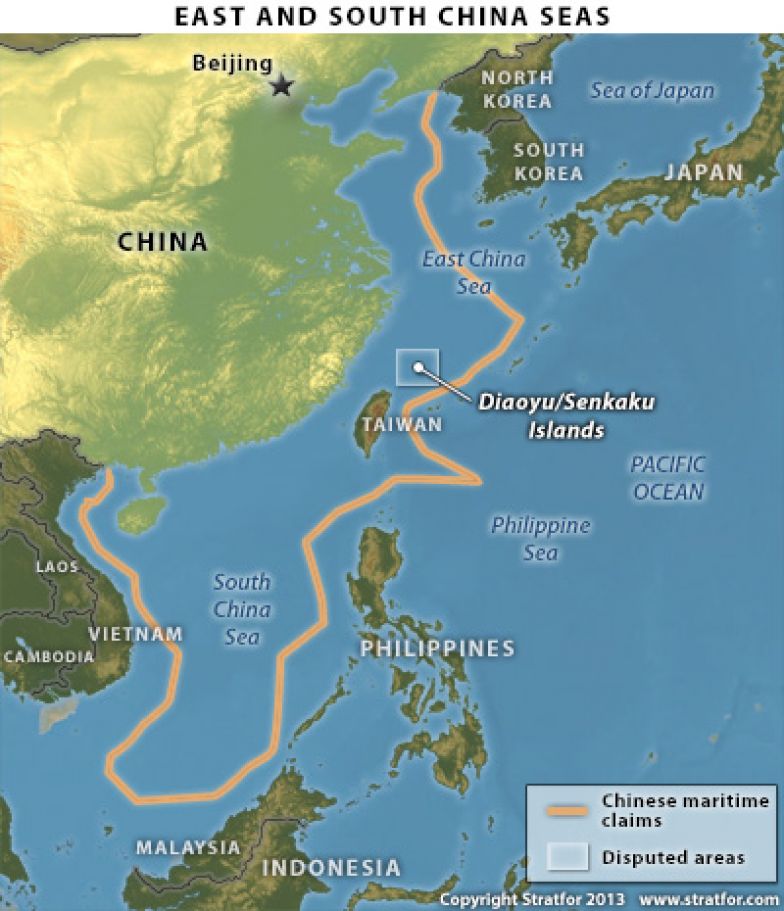 EAST AND SOUTH CHINA SEAS
Beijing
NORTH
KOREA
Sea of Japan
SOUTH
KOREA
JAPAN
CHINA
East China
Sea
Diaoyu/Senkaku
Islands
TAIWAN
PACIFIC
OCEAN
Philippine
Sea
LAOS
South
China
Sea
VIETNAM
CAMBODIA
PHILIPPINES
Chinese maritime
claims
Disputed areas
MALAYSIA
INDONESIA
Copyright Stratfor 2013 www.stratfor.com